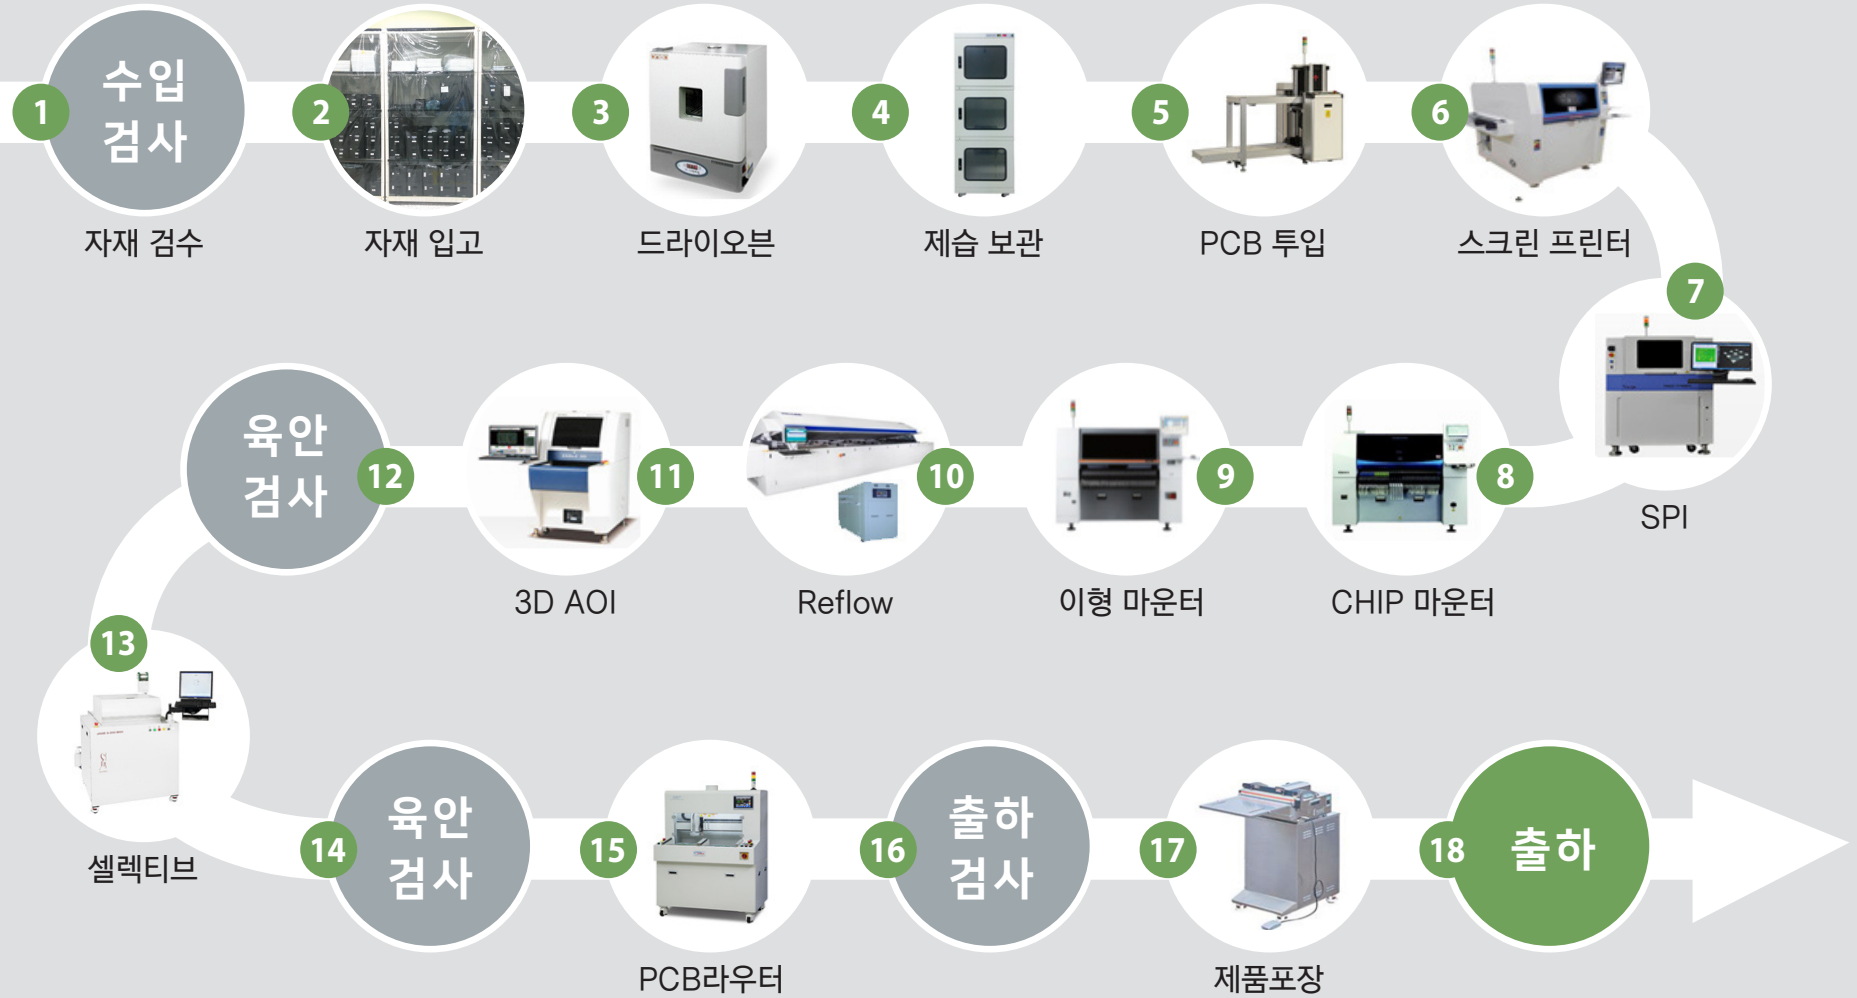 1
수입
검사
자재 검수
2
자재 입고
3
드라이오븐
4
제습 보관
5
PCB 투입
6
스크린 프린터
7
SPI
8
CHIP 마운터
9
이형 마운터
10
Reflow
11
3D AOI
12
육안
검사
13
셀렉티브
14
육안
검사
15
PCB라우터
16
출하
검사
17
제품포장
18
출하